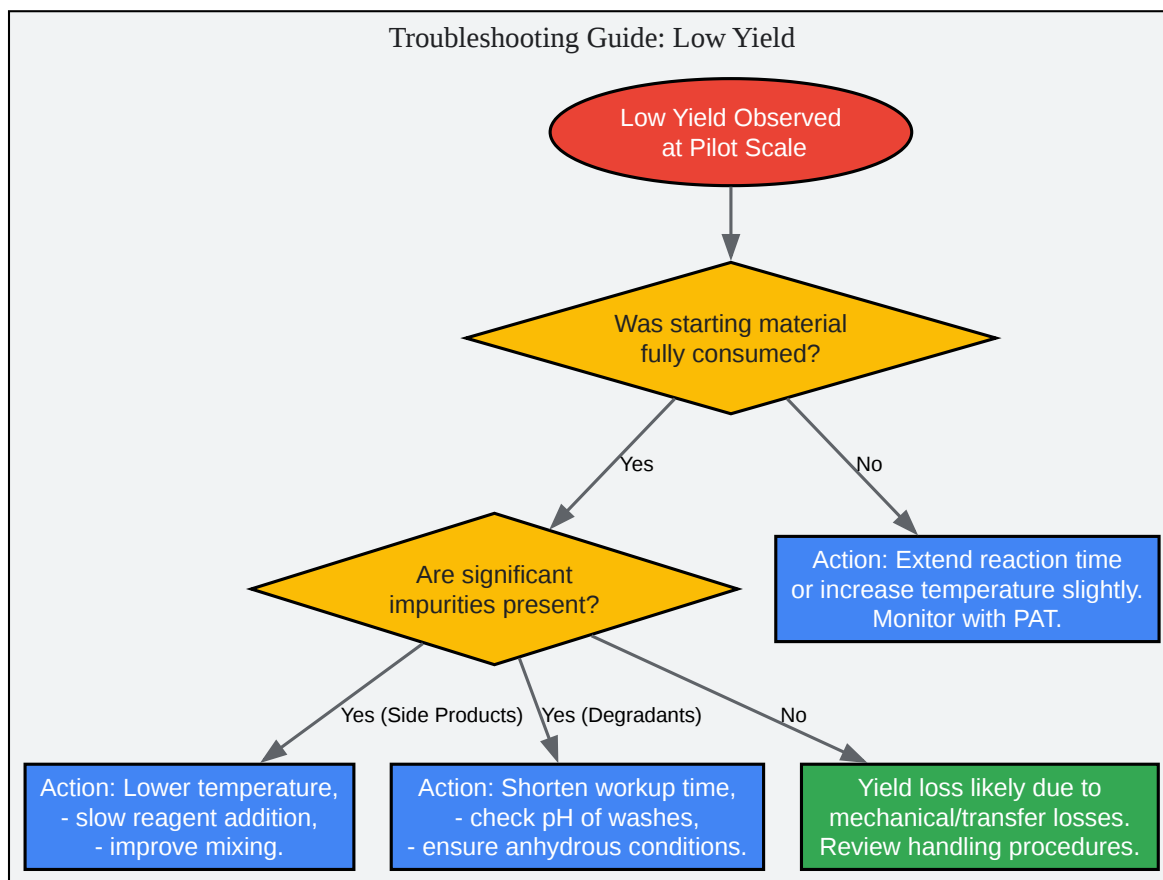 Troubleshooting Guide: Low Yield
Low Yield Observed
at Pilot Scale
Was starting material
fully consumed?
Yes
No
Are significant
impurities present?
Action: Extend reaction time
or increase temperature slightly.
Monitor with PAT.
Yes (Side Products)
Yes (Degradants)
No
Action: Lower temperature,
- slow reagent addition,
- improve mixing.
Action: Shorten workup time,
- check pH of washes,
- ensure anhydrous conditions.
Yield loss likely due to
mechanical/transfer losses.
Review handling procedures.